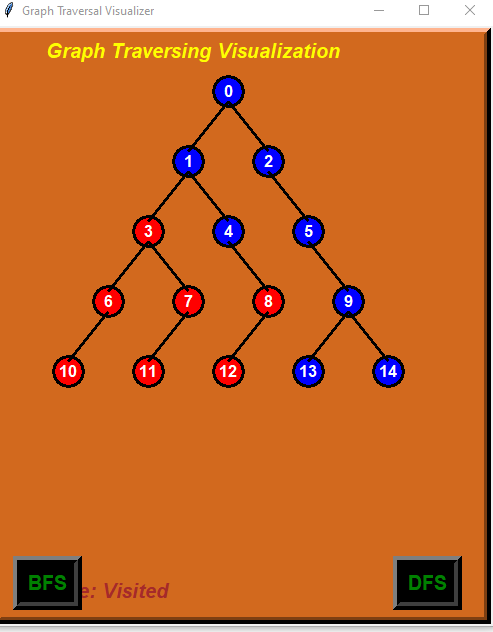 Graph Traversal Visualizer
Graph Traversing Visualization
0
1 2
3 4 5
6 7 8 9
10 11 12 13 14
BFS e: Visited DFS